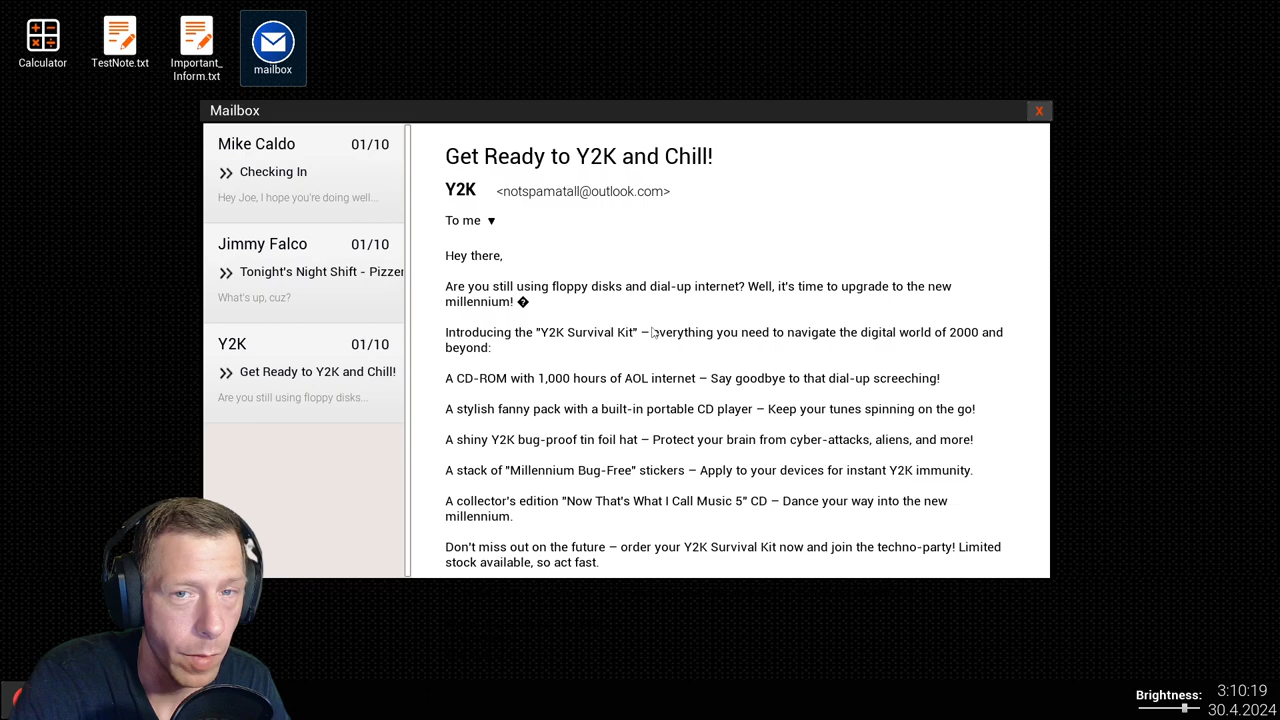 Calculator
TestNote.txt
Important_
Inform.txt
mailbox
Mailbox
X
Mike Caldo 01/10
Checking In
Hey Joe, I hope you're doing well...
Jimmy Falco 01/10
Tonight's Night Shift - Pizzer
What's up, cuz?
Y2K 01/10
Get Ready to Y2K and Chill!
Are you still using floppy disks...
Get Ready to Y2K and Chill!
Y2K <notspamatall@outlook.com>
To me ▼
Hey there,
Are you still using floppy disks and dial-up internet? Well, it's time to upgrade to the new
millennium! �
Introducing the "Y2K Survival Kit" – everything you need to navigate the digital world of 2000 and
beyond:
A CD-ROM with 1,000 hours of AOL internet – Say goodbye to that dial-up screeching!
A stylish fanny pack with a built-in portable CD player – Keep your tunes spinning on the go!
A shiny Y2K bug-proof tin foil hat – Protect your brain from cyber-attacks, aliens, and more!
A stack of "Millennium Bug-Free" stickers – Apply to your devices for instant Y2K immunity.
A collector's edition "Now That's What I Call Music 5" CD – Dance your way into the new
millennium.
Don't miss out on the future – order your Y2K Survival Kit now and join the techno-party! Limited
stock available, so act fast.
Brightness:
3:10:19
30.4.2024